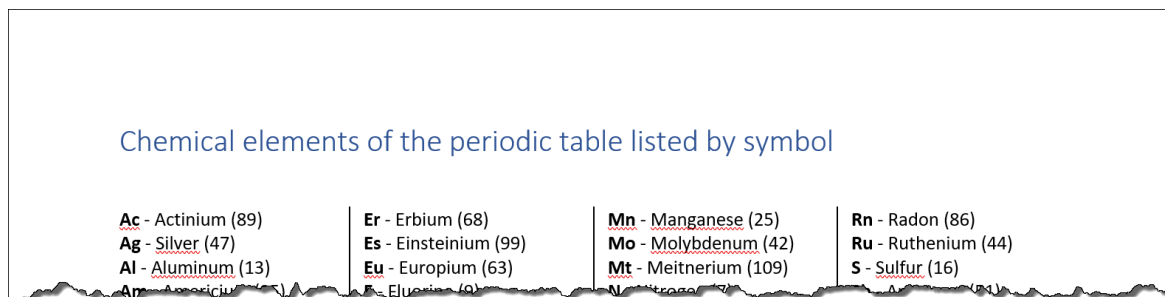 Chemical elements of the periodic table listed by symbol
Ac - Actinium (89)
Ag - Silver (47)
Al - Aluminum (13)
Er - Erbium (68)
Es - Einsteinium (99)
Eu - Europium (63)
Mn - Manganese (25)
Mo - Molybdenum (42)
Mt - Meitnerium (109)
Rn - Radon (86)
Ru - Ruthenium (44)
S - Sulfur (16)